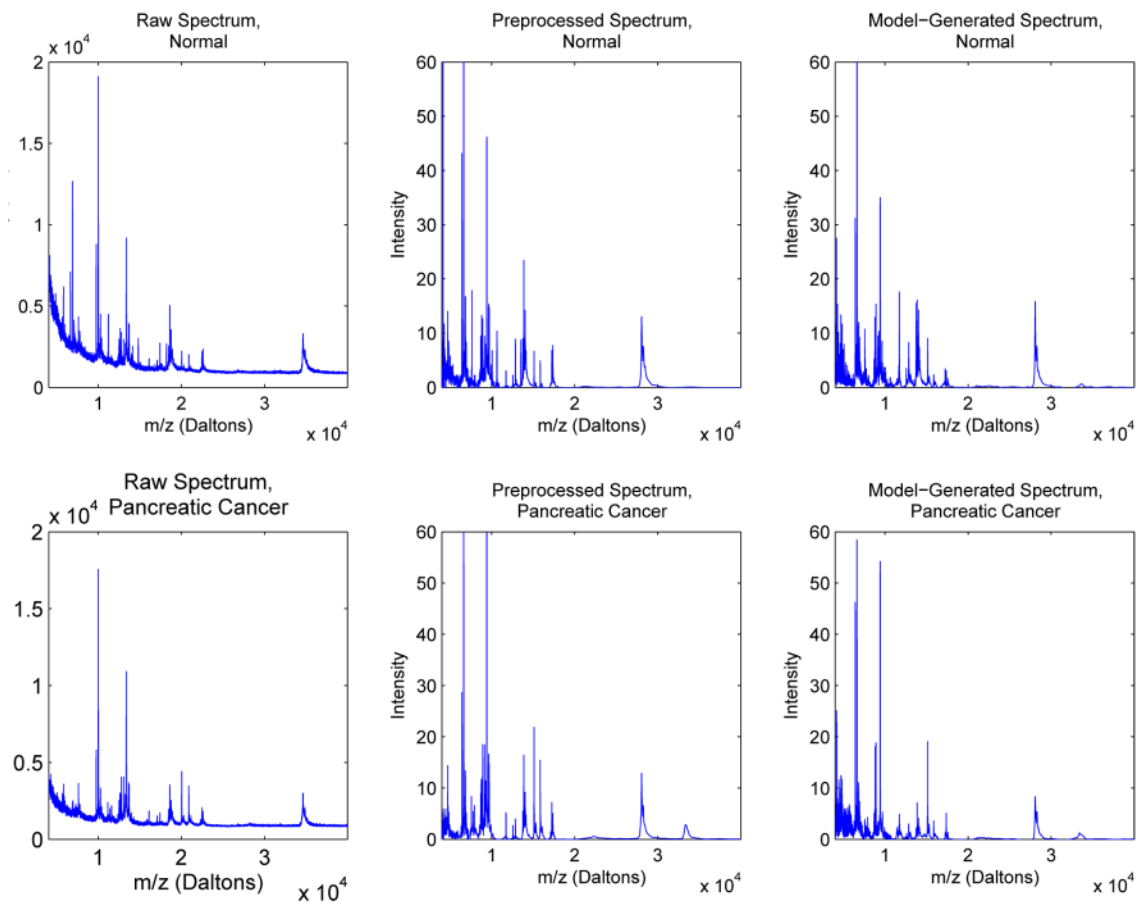 Raw Spectrum,
Normal
x 10^4
2
1.5
1
0.5
0
1
2
3
m/z (Daltons)
x 10^4
Preprocessed Spectrum,
Normal
60
50
40
30
20
10
0
Intensity
1
2
3
m/z (Daltons)
x 10^4
Model-Generated Spectrum,
Normal
60
50
40
30
20
10
0
Intensity
1
2
3
m/z (Daltons)
x 10^4
Raw Spectrum,
Pancreatic Cancer
x 10^4
2
1.5
1
0.5
0
1
2
3
m/z (Daltons)
x 10^4
Preprocessed Spectrum,
Pancreatic Cancer
60
50
40
30
20
10
0
Intensity
1
2
3
m/z (Daltons)
x 10^4
Model-Generated Spectrum,
Pancreatic Cancer
60
50
40
30
20
10
0
Intensity
1
2
3
m/z (Daltons)
x 10^4